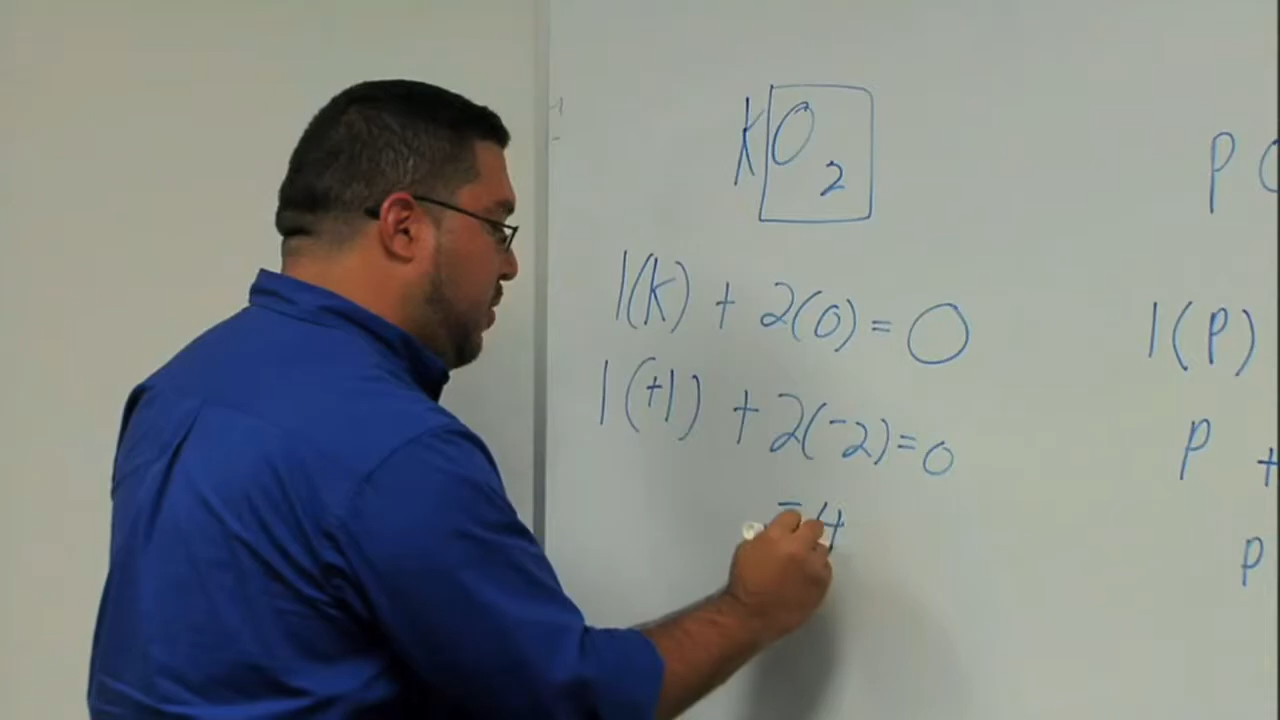 KO2
1(K) + 2(O) = 0
1(+1) + 2(-2) = 0
-4
P
1(P)
P +
P